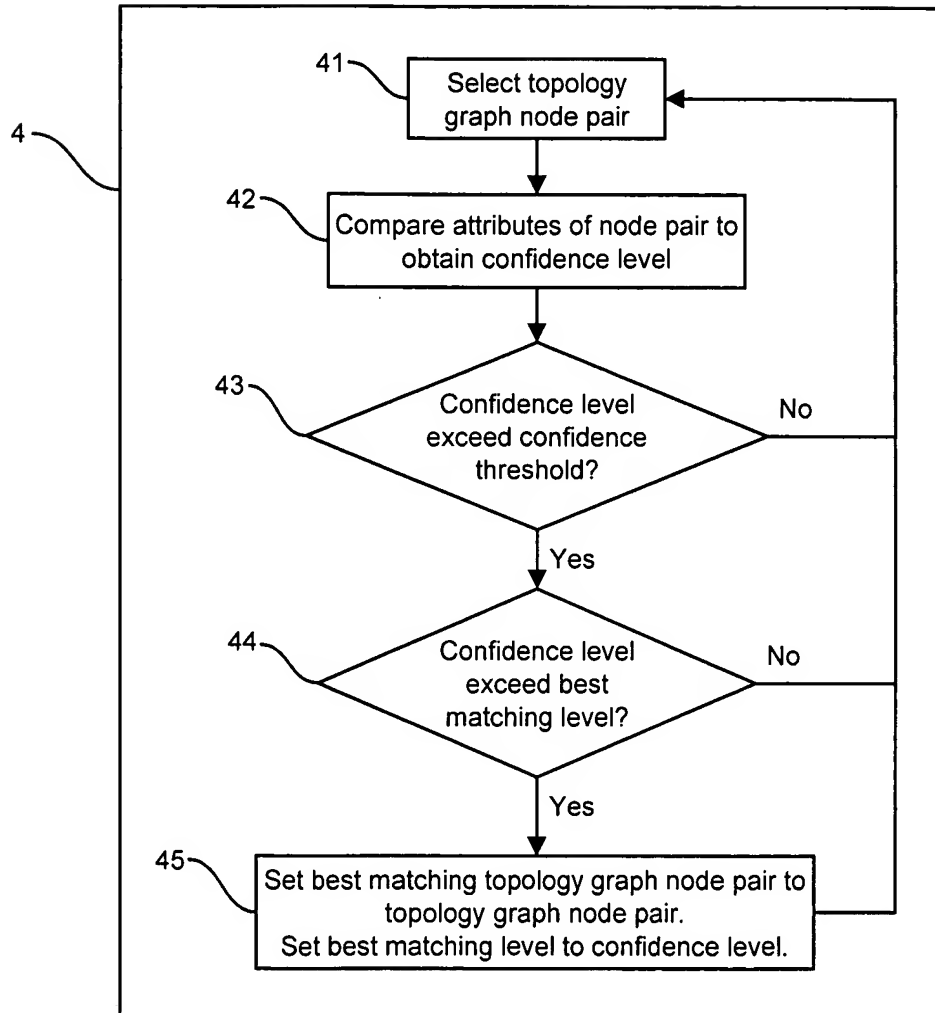 41
Select topology
graph node pair
4
42
Compare attributes of node pair to
obtain confidence level
43
Confidence level
exceed confidence
threshold?
No
Yes
44
Confidence level
exceed best
matching level?
No
Yes
45
Set best matching topology graph node pair to
topology graph node pair.
Set best matching level to confidence level.